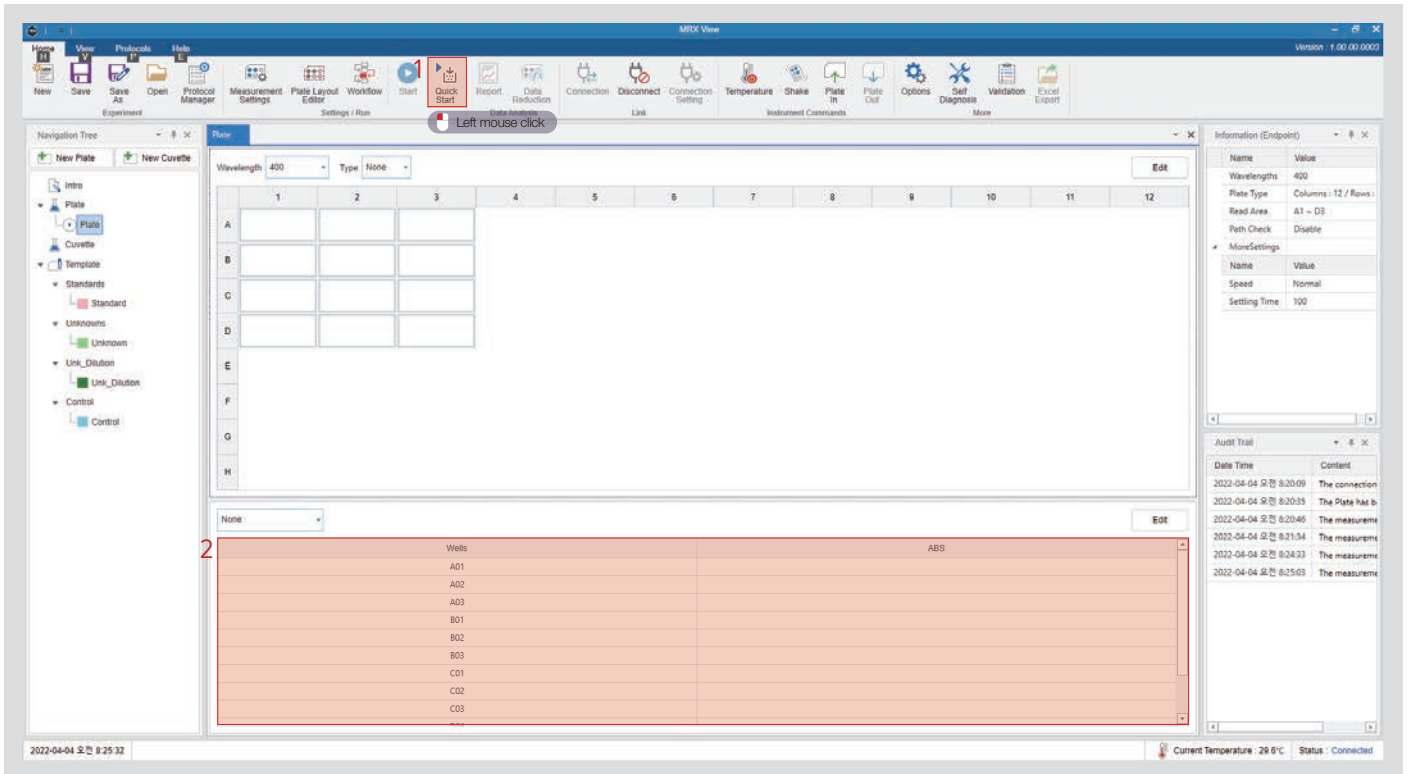 MRX View
Home View Protocols Help
Version : 1.00.00.0003
H V P E
New Save Save As Open Protocol Manager
Experiment
Measurement Settings Plate Layout Editor Workflow Start 1 Quick Start
Settings / Run
Report Data Reduction
Data Analysis
Connection Disconnect Connection Setting
Link
Temperature Shake Plate In Plate Out
Instrument Commands
Options Self Diagnosis Validation Excel Export
More
Left mouse click
Navigation Tree
New Plate New Cuvette
Intro
Plate
Plate
Cuvette
Template
Standards
Standard
Unknowns
Unknown
Unk_Dilution
Unk_Dilution
Control
Control
Plate
Wavelength 400 Type None Edit
1 2 3 4 5 6 7 8 9 10 11 12
A
B
C
D
E
F
G
H
None Edit
2
Wells ABS
A01
A02
A03
B01
B02
B03
C01
C02
C03
Information (Endpoint)
Name Value
Wavelengths 400
Plate Type Columns : 12 / Rows :
Read Area A1 ~ D3
Path Check Disable
MoreSettings
Name Value
Speed Normal
Settling Time 100
Audit Trail
Date Time Content
2022-04-04 오전 8:20:09 The connection
2022-04-04 오전 8:20:35 The Plate has b
2022-04-04 오전 8:20:46 The measureme
2022-04-04 오전 8:21:34 The measureme
2022-04-04 오전 8:24:33 The measureme
2022-04-04 오전 8:25:03 The measureme
2022-04-04 오전 8:25:32
Current Temperature : 29.6°C Status : Connected